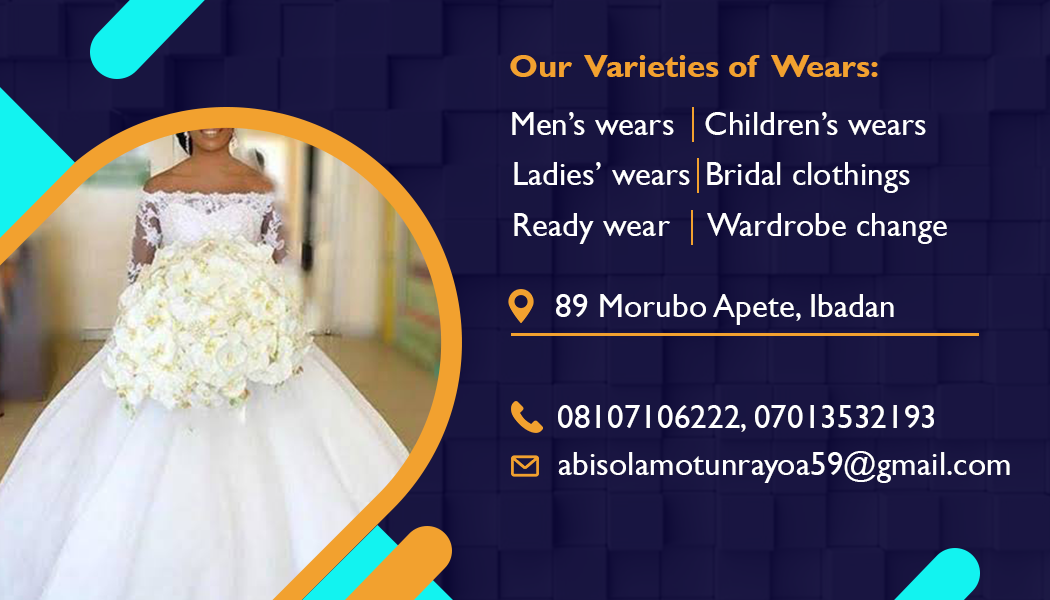 Our Varieties of Wears:
Men's wears | Children's wears
Ladies' wears | Bridal clothings
Ready wear | Wardrobe change
89 Morubo Apete, Ibadan
08107106222, 07013532193
abisolamotunrayoa59@gmail.com